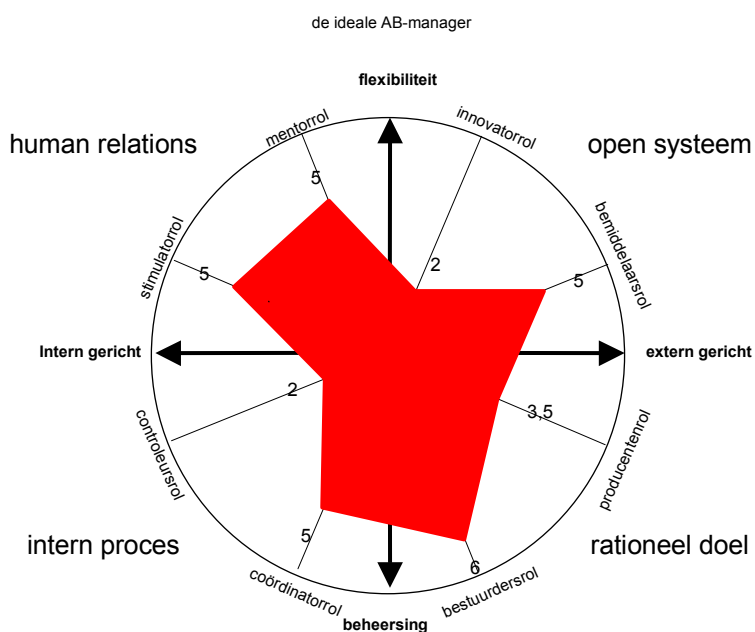 de ideale AB-manager
flexibiliteit
mentorrol
innovatorrol
human relations
open systeem
5
stimulatorrol
bemiddelaarsrol
2
5
5
Intern gericht
extern gericht
2
3,5
controleursrol
producentenrol
5
6
intern proces
rationeel doel
coördinatorrol
bestuurdersrol
beheersing